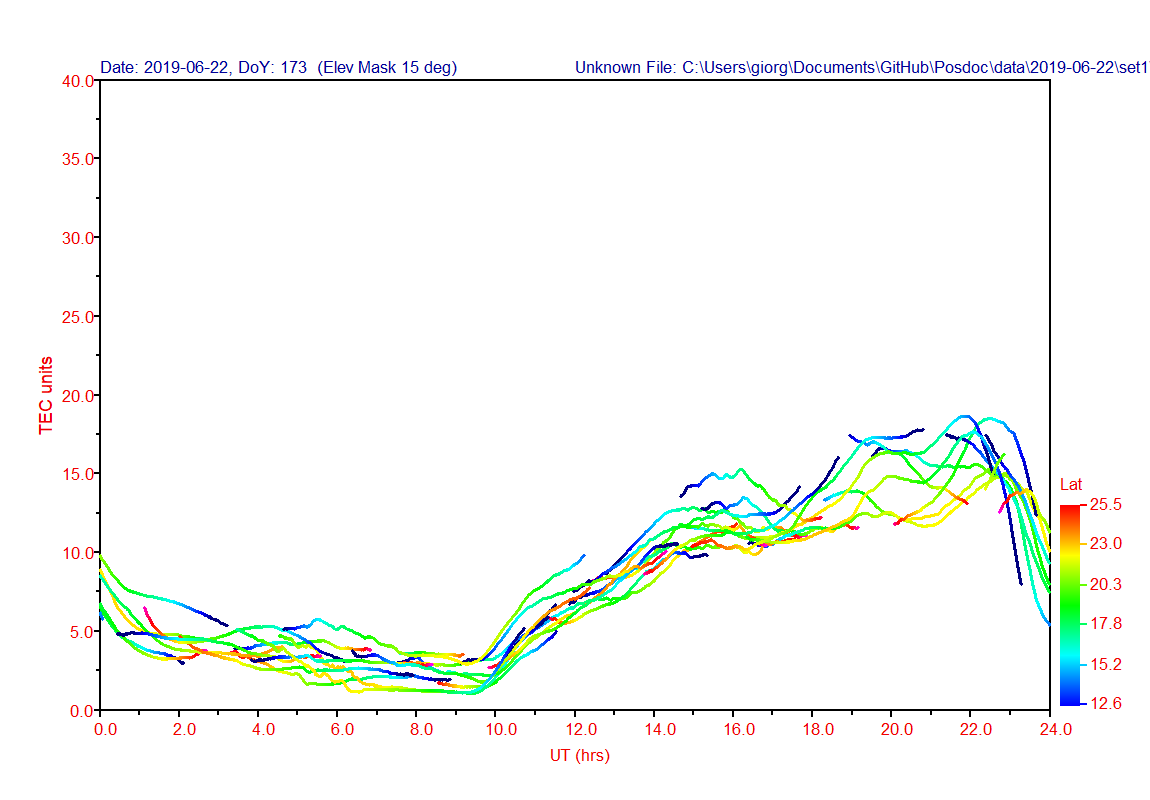 Date: 2019-06-22, DoY: 173 (Elev Mask 15 deg)
Unknown File: C:\Users\giorg\Documents\GitHub\Posdoc\data\2019-06-22\set1
40.0
35.0
30.0
25.0
20.0
15.0
10.0
5.0
0.0
TEC units
0.0 2.0 4.0 6.0 8.0 10.0 12.0 14.0 16.0 18.0 20.0 22.0 24.0
UT (hrs)
Lat
25.5
23.0
20.3
17.8
15.2
12.6